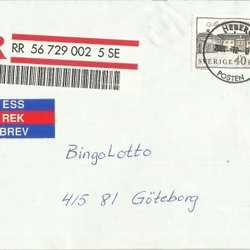 R
RR 56 729 002 5 SE
SVERIGE 40
POSTEN
ESS
REK
BREV
BingoLotto
415 81 Göteborg